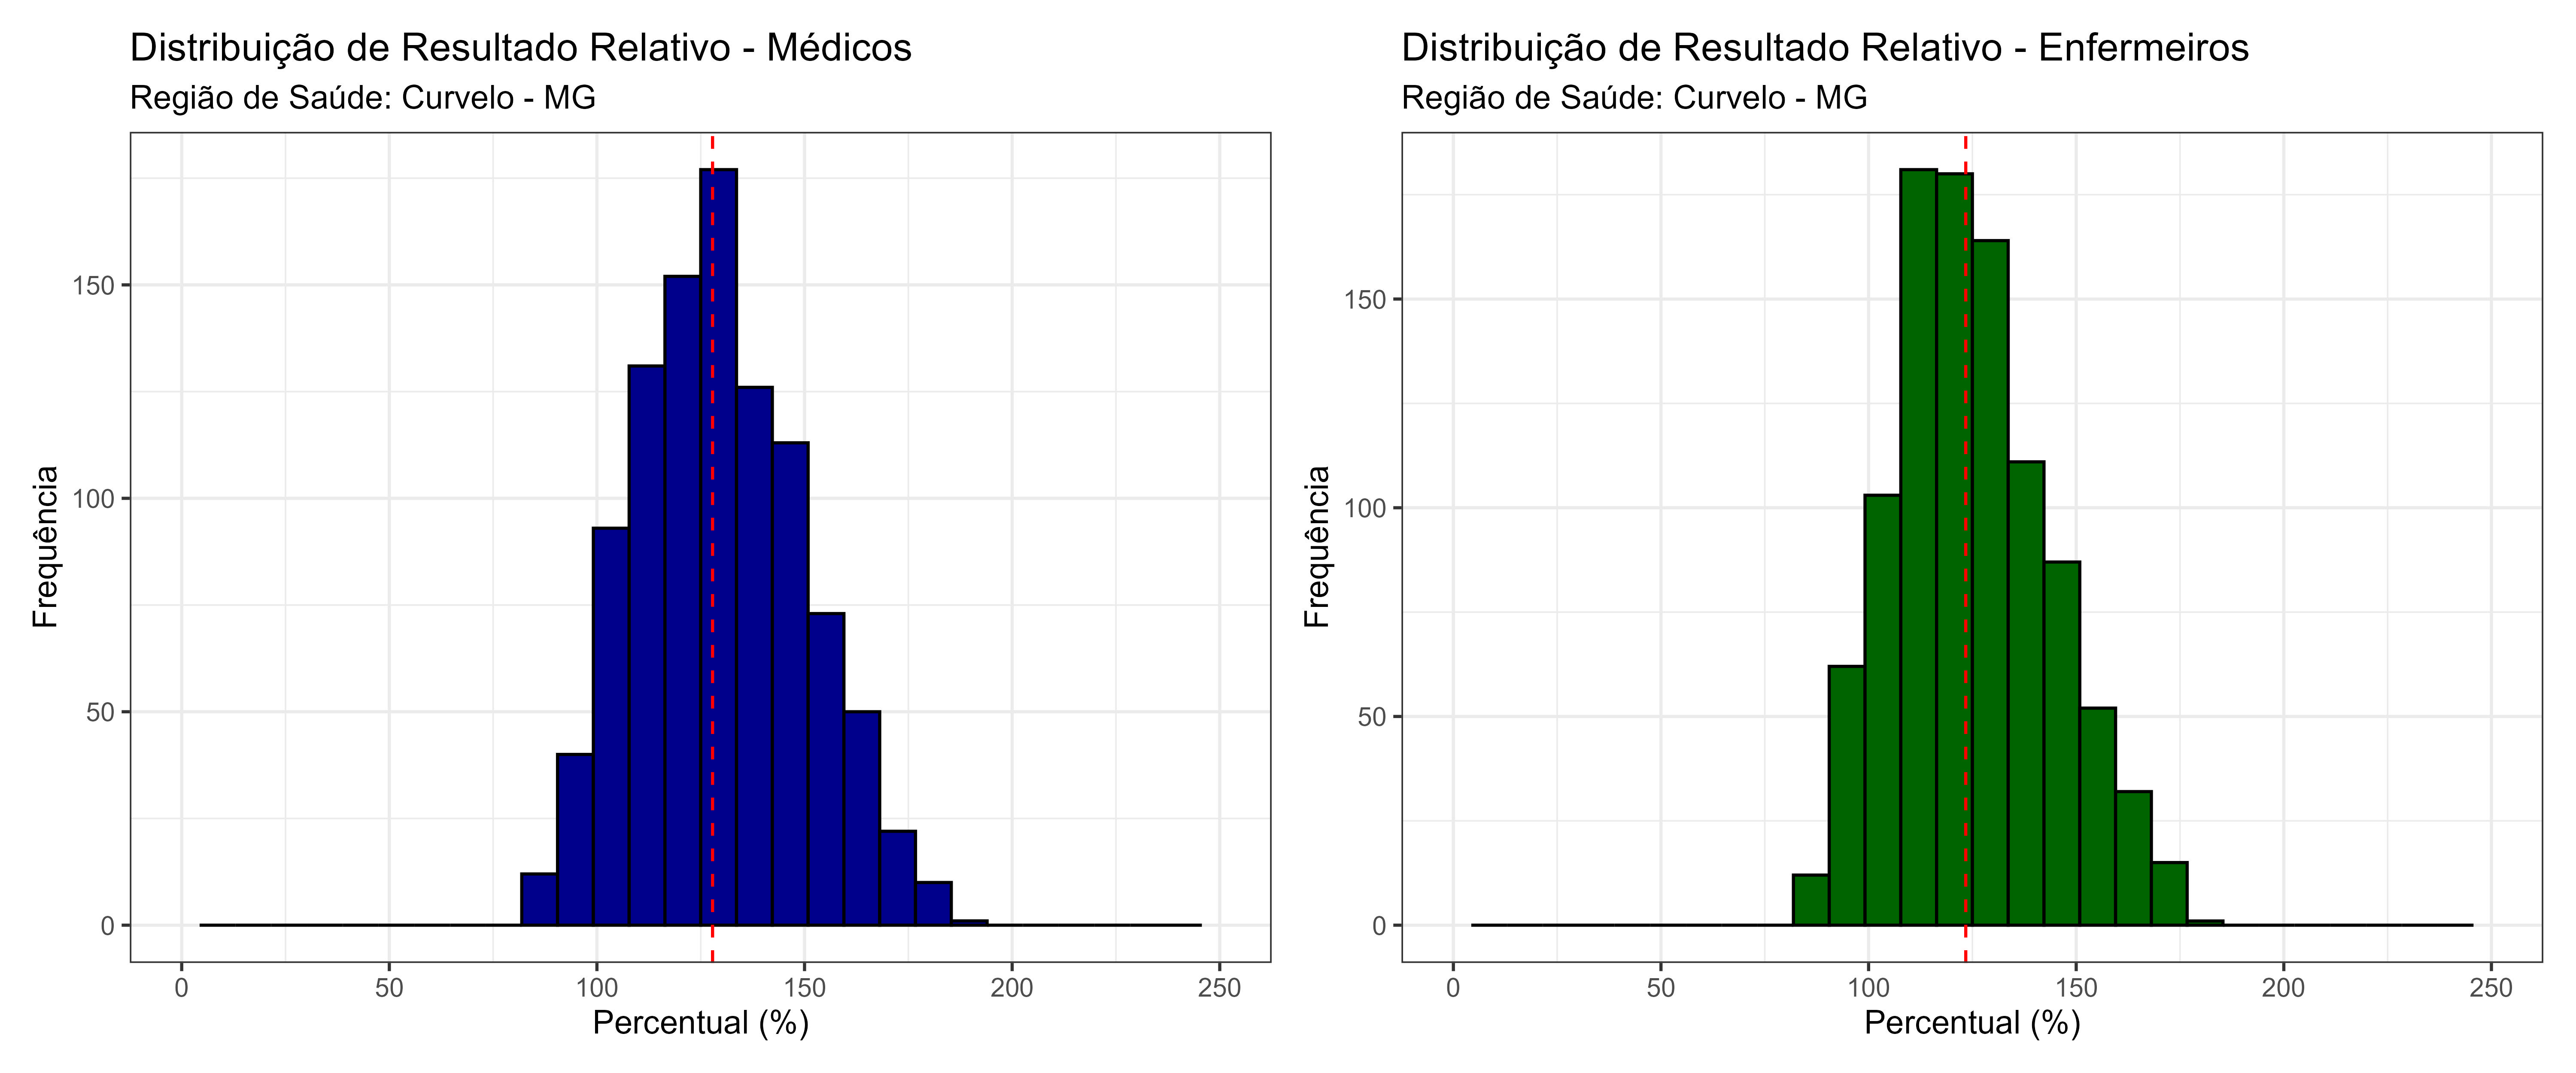 Distribuição de Resultado Relativo - Médicos
Região de Saúde: Curvelo - MG
Frequência
150
100
50
0
0 50 100 150 200 250
Percentual (%)
Distribuição de Resultado Relativo - Enfermeiros
Região de Saúde: Curvelo - MG
Frequência
150
100
50
0
0 50 100 150 200 250
Percentual (%)